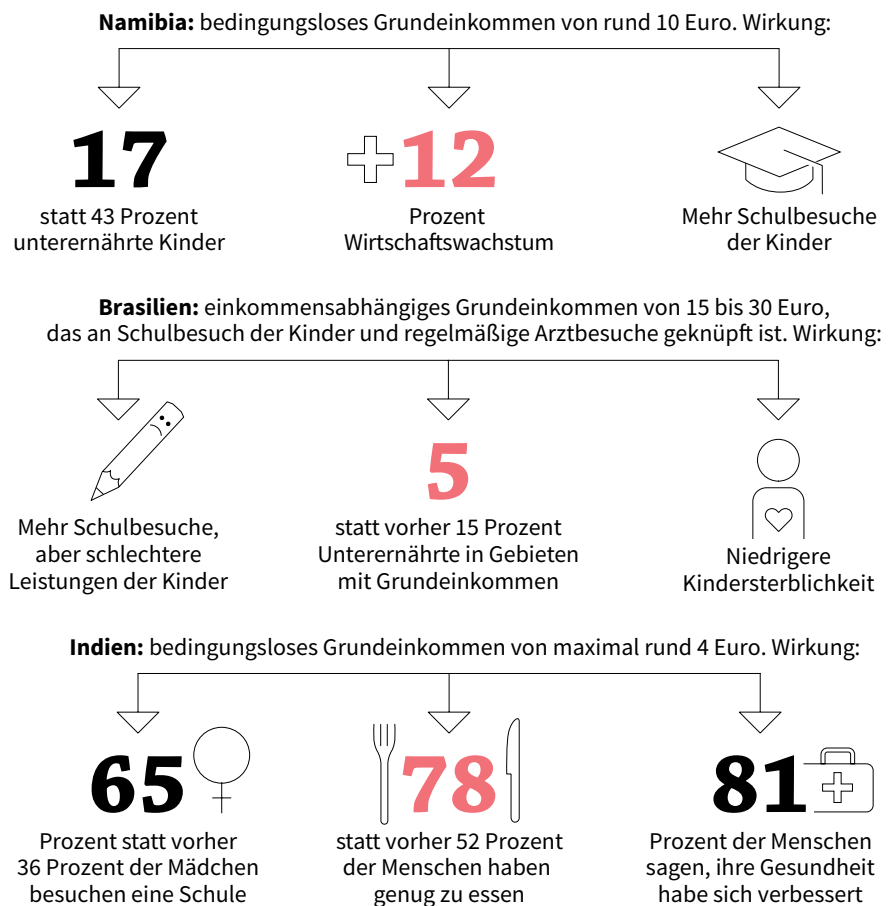 Namibia: bedingungsloses Grundeinkommen von rund 10 Euro. Wirkung:
17
statt 43 Prozent
unterernährte Kinder
+12
Prozent
Wirtschaftswachstum
Mehr Schulbesuche
der Kinder
Brasilien: einkommensabhängiges Grundeinkommen von 15 bis 30 Euro,
das an Schulbesuch der Kinder und regelmäßige Arztbesuche geknüpft ist. Wirkung:
Mehr Schulbesuche,
aber schlechtere
Leistungen der Kinder
5
statt vorher 15 Prozent
Unterernährte in Gebieten
mit Grundeinkommen
Niedrigere
Kindersterblichkeit
Indien: bedingungsloses Grundeinkommen von maximal rund 4 Euro. Wirkung:
65
Prozent statt vorher
36 Prozent der Mädchen
besuchen eine Schule
78
statt vorher 52 Prozent
der Menschen haben
genug zu essen
81
Prozent der Menschen
sagen, ihre Gesundheit
habe sich verbessert